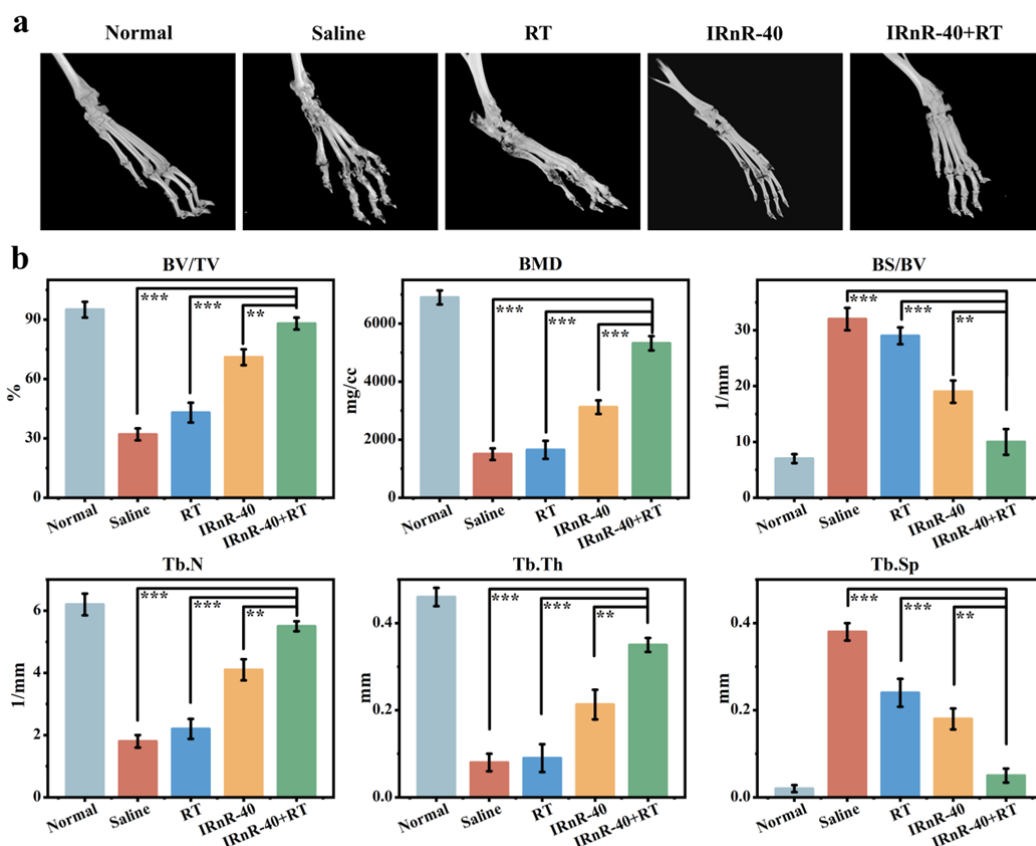 a
Normal Saline RT IRnR-40 IRnR-40+RT
b
BV/TV
%
90
60
30
0
***
***
**
Normal Saline RT IRnR-40 IRnR-40+RT
BMD
mg/cc
6000
4000
2000
0
***
***
***
Normal Saline RT IRnR-40 IRnR-40+RT
BS/BV
1/mm
30
20
10
0
***
***
**
Normal Saline RT IRnR-40 IRnR-40+RT
Tb.N
1/mm
6
4
2
0
***
***
**
Normal Saline RT IRnR-40 IRnR-40+RT
Tb.Th
mm
0.4
0.2
0.0
***
***
**
Normal Saline RT IRnR-40 IRnR-40+RT
Tb.Sp
mm
0.4
0.2
0.0
***
***
**
Normal Saline RT IRnR-40 IRnR-40+RT